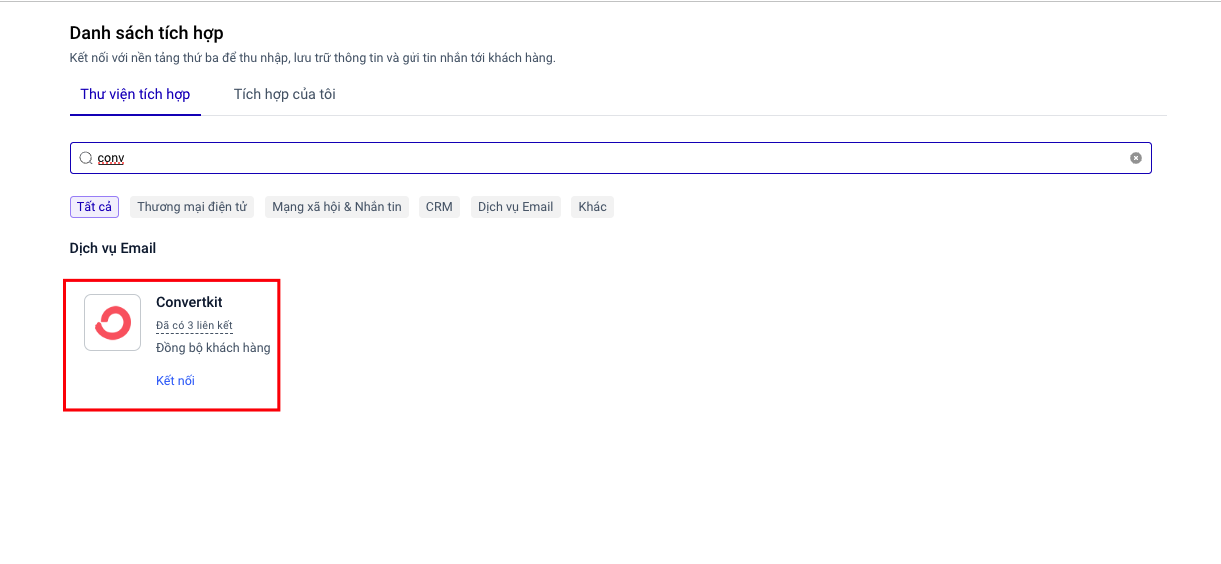 Danh sách tích hợp
Kết nối với nền tảng thứ ba để thu nhập, lưu trữ thông tin và gửi tin nhắn tới khách hàng.
Thư viện tích hợp Tích hợp của tôi
conv
Tất cả Thương mại điện tử Mạng xã hội & Nhắn tin CRM Dịch vụ Email Khác
Dịch vụ Email
Convertkit
Đã có 3 liên kết
Đồng bộ khách hàng
Kết nối